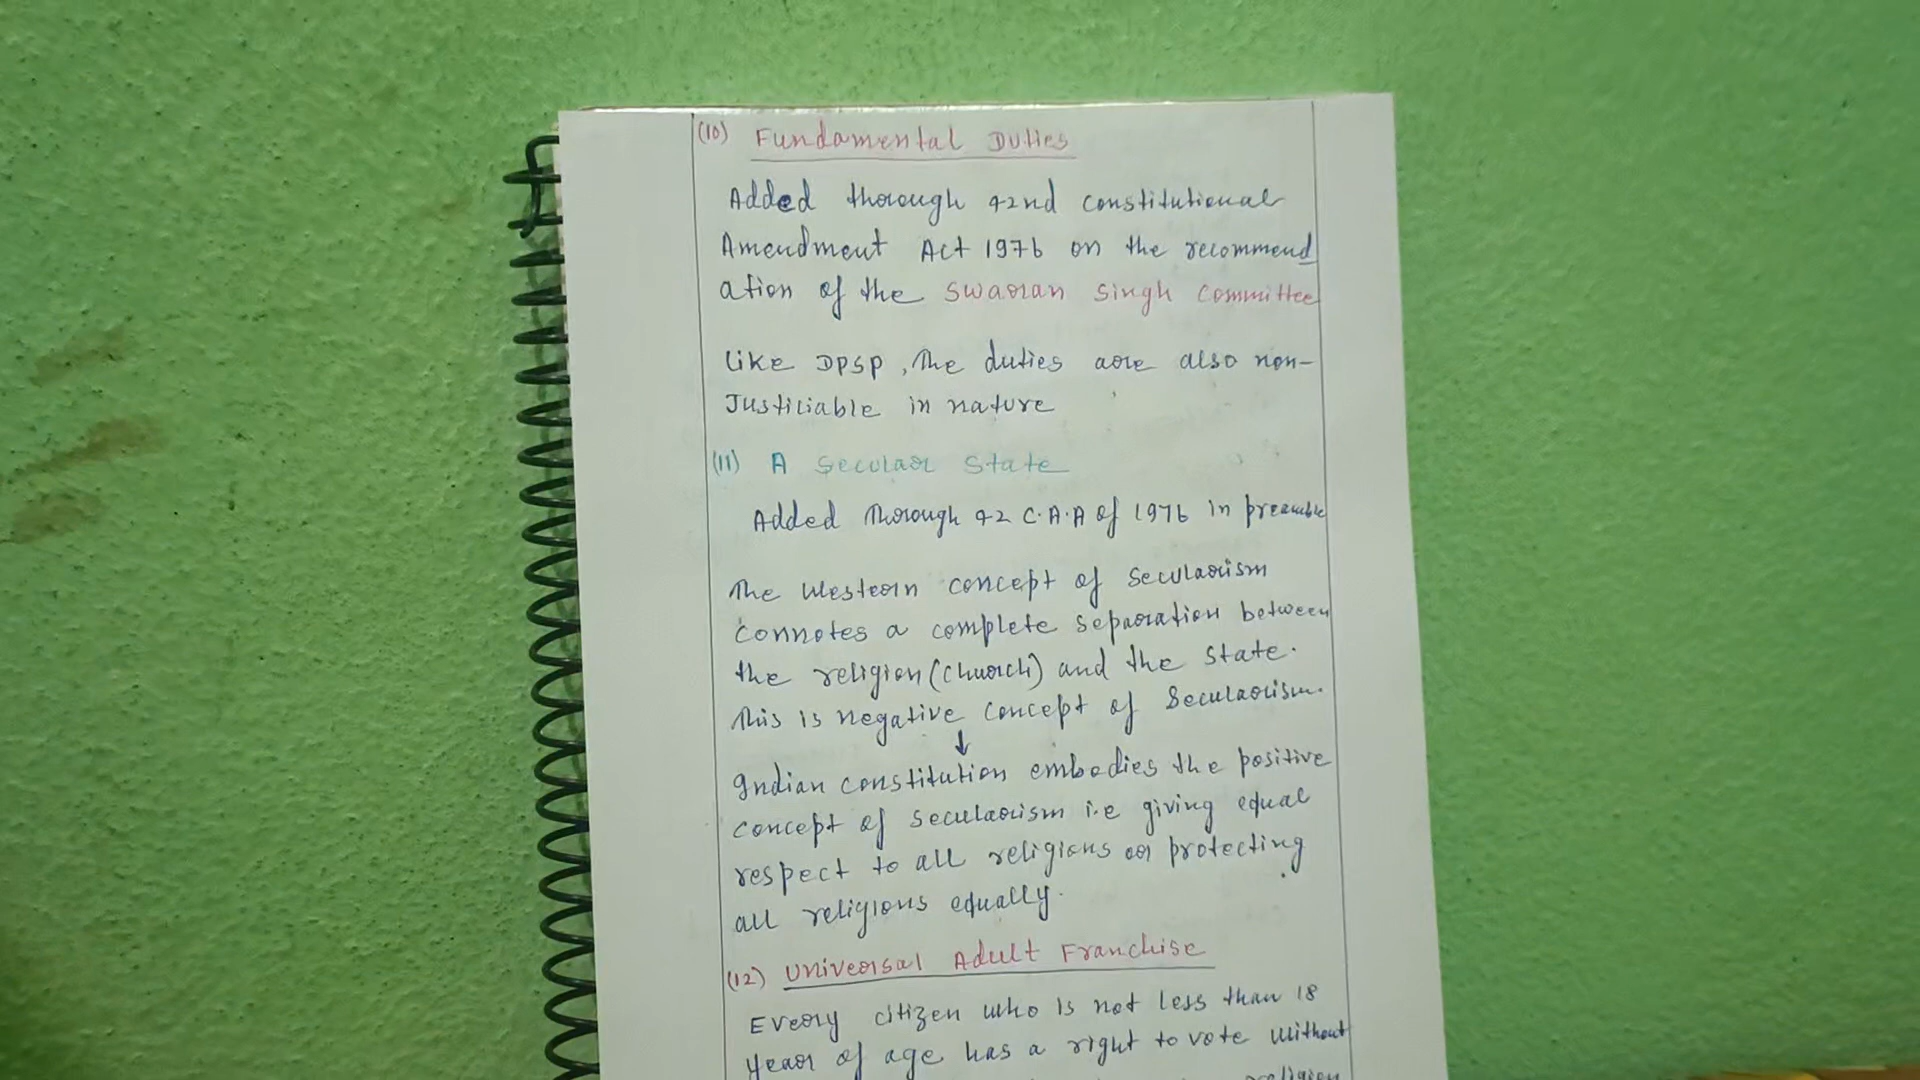 (10) Fundamental Duties
Added through 42nd constitutional
Amendment Act 1976 on the recommend
ation of the Swaran Singh Committee
Like DPSP, The duties are also non-
Justiciable in nature
(11) A Secular State
Added Through 42 C.A.A of 1976 in preamble
The Western concept of Secularism
connotes a complete separation between
the religion (church) and the state.
This is negative concept of Secularism.
↓
Indian constitution embodies the positive
concept of secularism i.e giving equal
respect to all religions or protecting
all religions equally.
(12) Universal Adult Franchise
Every citizen who is not less than 18
year of age has a right to vote without
religion